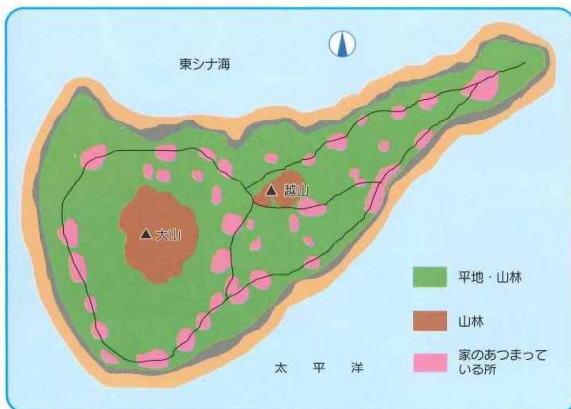 東シナ海
越山
大山
平地・山林
山林
家のあつまって
いる所
太平洋